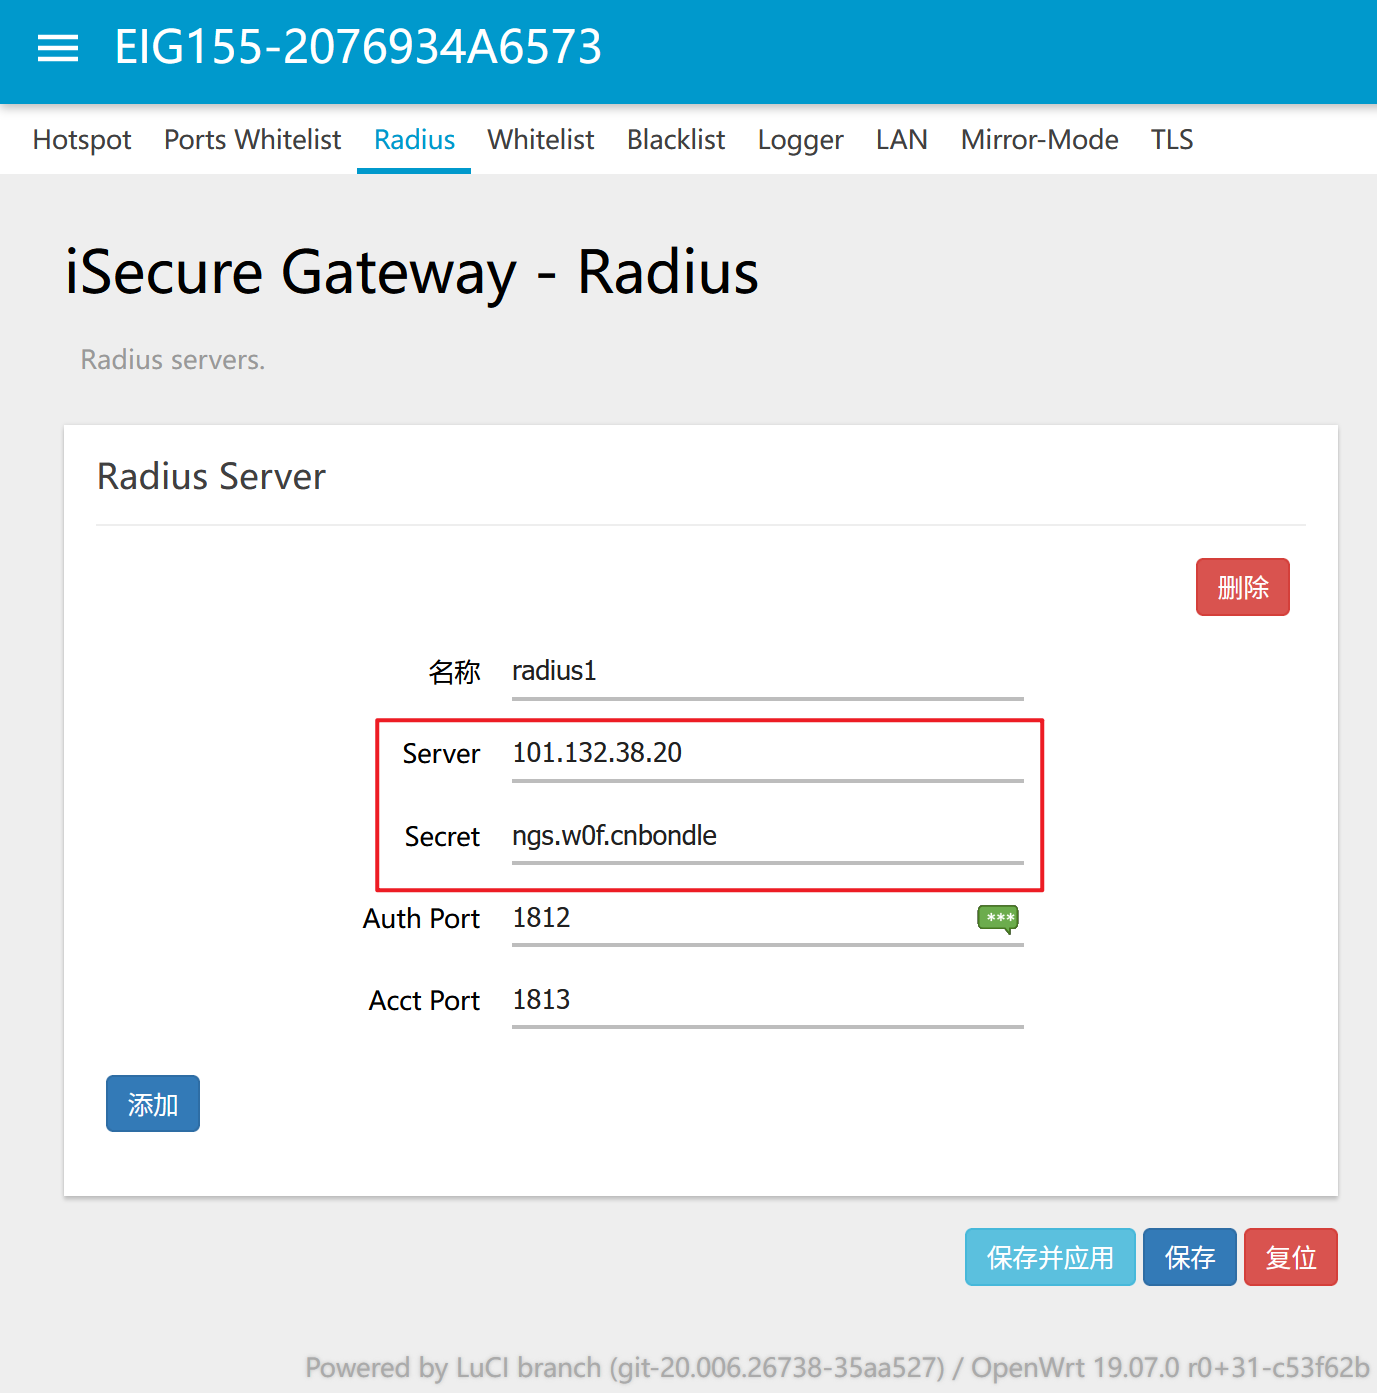 EIG155-2076934A6573
Hotspot Ports Whitelist Radius Whitelist Blacklist Logger LAN Mirror-Mode TLS
iSecure Gateway - Radius
Radius servers.
Radius Server
删除
名称 radius1
Server 101.132.38.20
Secret ngs.w0f.cnbondle
Auth Port 1812 ***
Acct Port 1813
添加
保存并应用 保存 复位
Powered by LuCI branch (git-20.006.26738-35aa527) / OpenWrt 19.07.0 r0+31-c53f62b